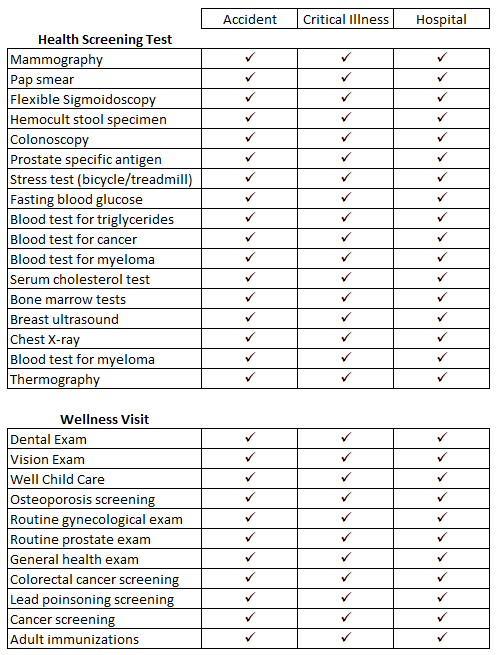 Accident Critical Illness Hospital
Health Screening Test
Mammography ✓ ✓ ✓
Pap smear ✓ ✓ ✓
Flexible Sigmoidoscopy ✓ ✓ ✓
Hemocult stool specimen ✓ ✓ ✓
Colonoscopy ✓ ✓ ✓
Prostate specific antigen ✓ ✓ ✓
Stress test (bicycle/treadmill) ✓ ✓ ✓
Fasting blood glucose ✓ ✓ ✓
Blood test for triglycerides ✓ ✓ ✓
Blood test for cancer ✓ ✓ ✓
Blood test for myeloma ✓ ✓ ✓
Serum cholesterol test ✓ ✓ ✓
Bone marrow tests ✓ ✓ ✓
Breast ultrasound ✓ ✓ ✓
Chest X-ray ✓ ✓ ✓
Blood test for myeloma ✓ ✓ ✓
Thermography ✓ ✓ ✓
Wellness Visit
Dental Exam ✓ ✓ ✓
Vision Exam ✓ ✓ ✓
Well Child Care ✓ ✓ ✓
Osteoporosis screening ✓ ✓ ✓
Routine gynecological exam ✓ ✓ ✓
Routine prostate exam ✓ ✓ ✓
General health exam ✓ ✓ ✓
Colorectal cancer screening ✓ ✓ ✓
Lead poinsoning screening ✓ ✓ ✓
Cancer screening ✓ ✓ ✓
Adult immunizations ✓ ✓ ✓